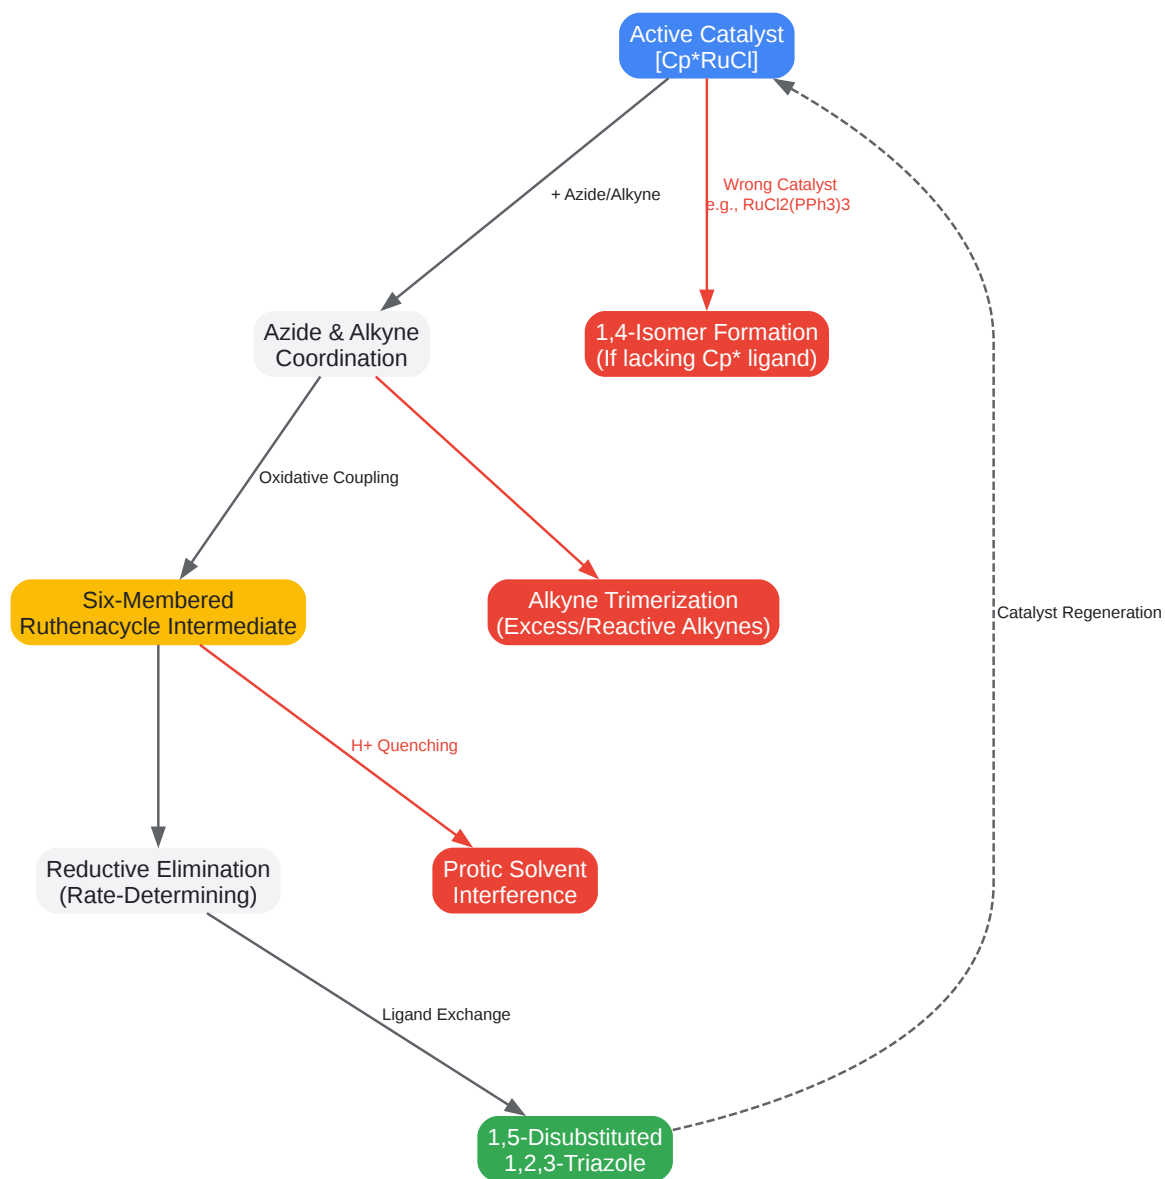 Active Catalyst
[Cp*RuCl]
+ Azide/Alkyne
Wrong Catalyst
e.g., RuCl2(PPh3)3
Azide & Alkyne
Coordination
1,4-Isomer Formation
(If lacking Cp* ligand)
Oxidative Coupling
Six-Membered
Ruthenacycle Intermediate
Alkyne Trimerization
(Excess/Reactive Alkynes)
Catalyst Regeneration
H+ Quenching
Reductive Elimination
(Rate-Determining)
Protic Solvent
Interference
Ligand Exchange
1,5-Disubstituted
1,2,3-Triazole